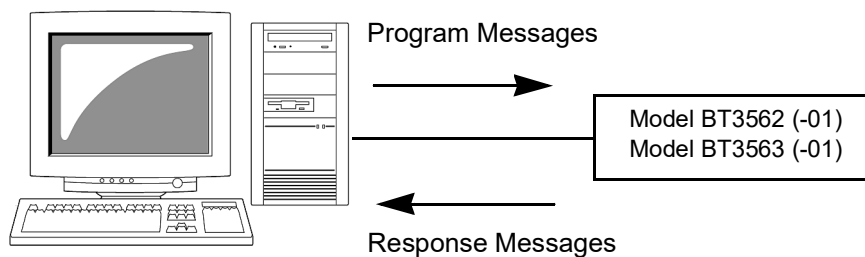 Program Messages
Model BT3562 (-01)
Model BT3563 (-01)
Response Messages